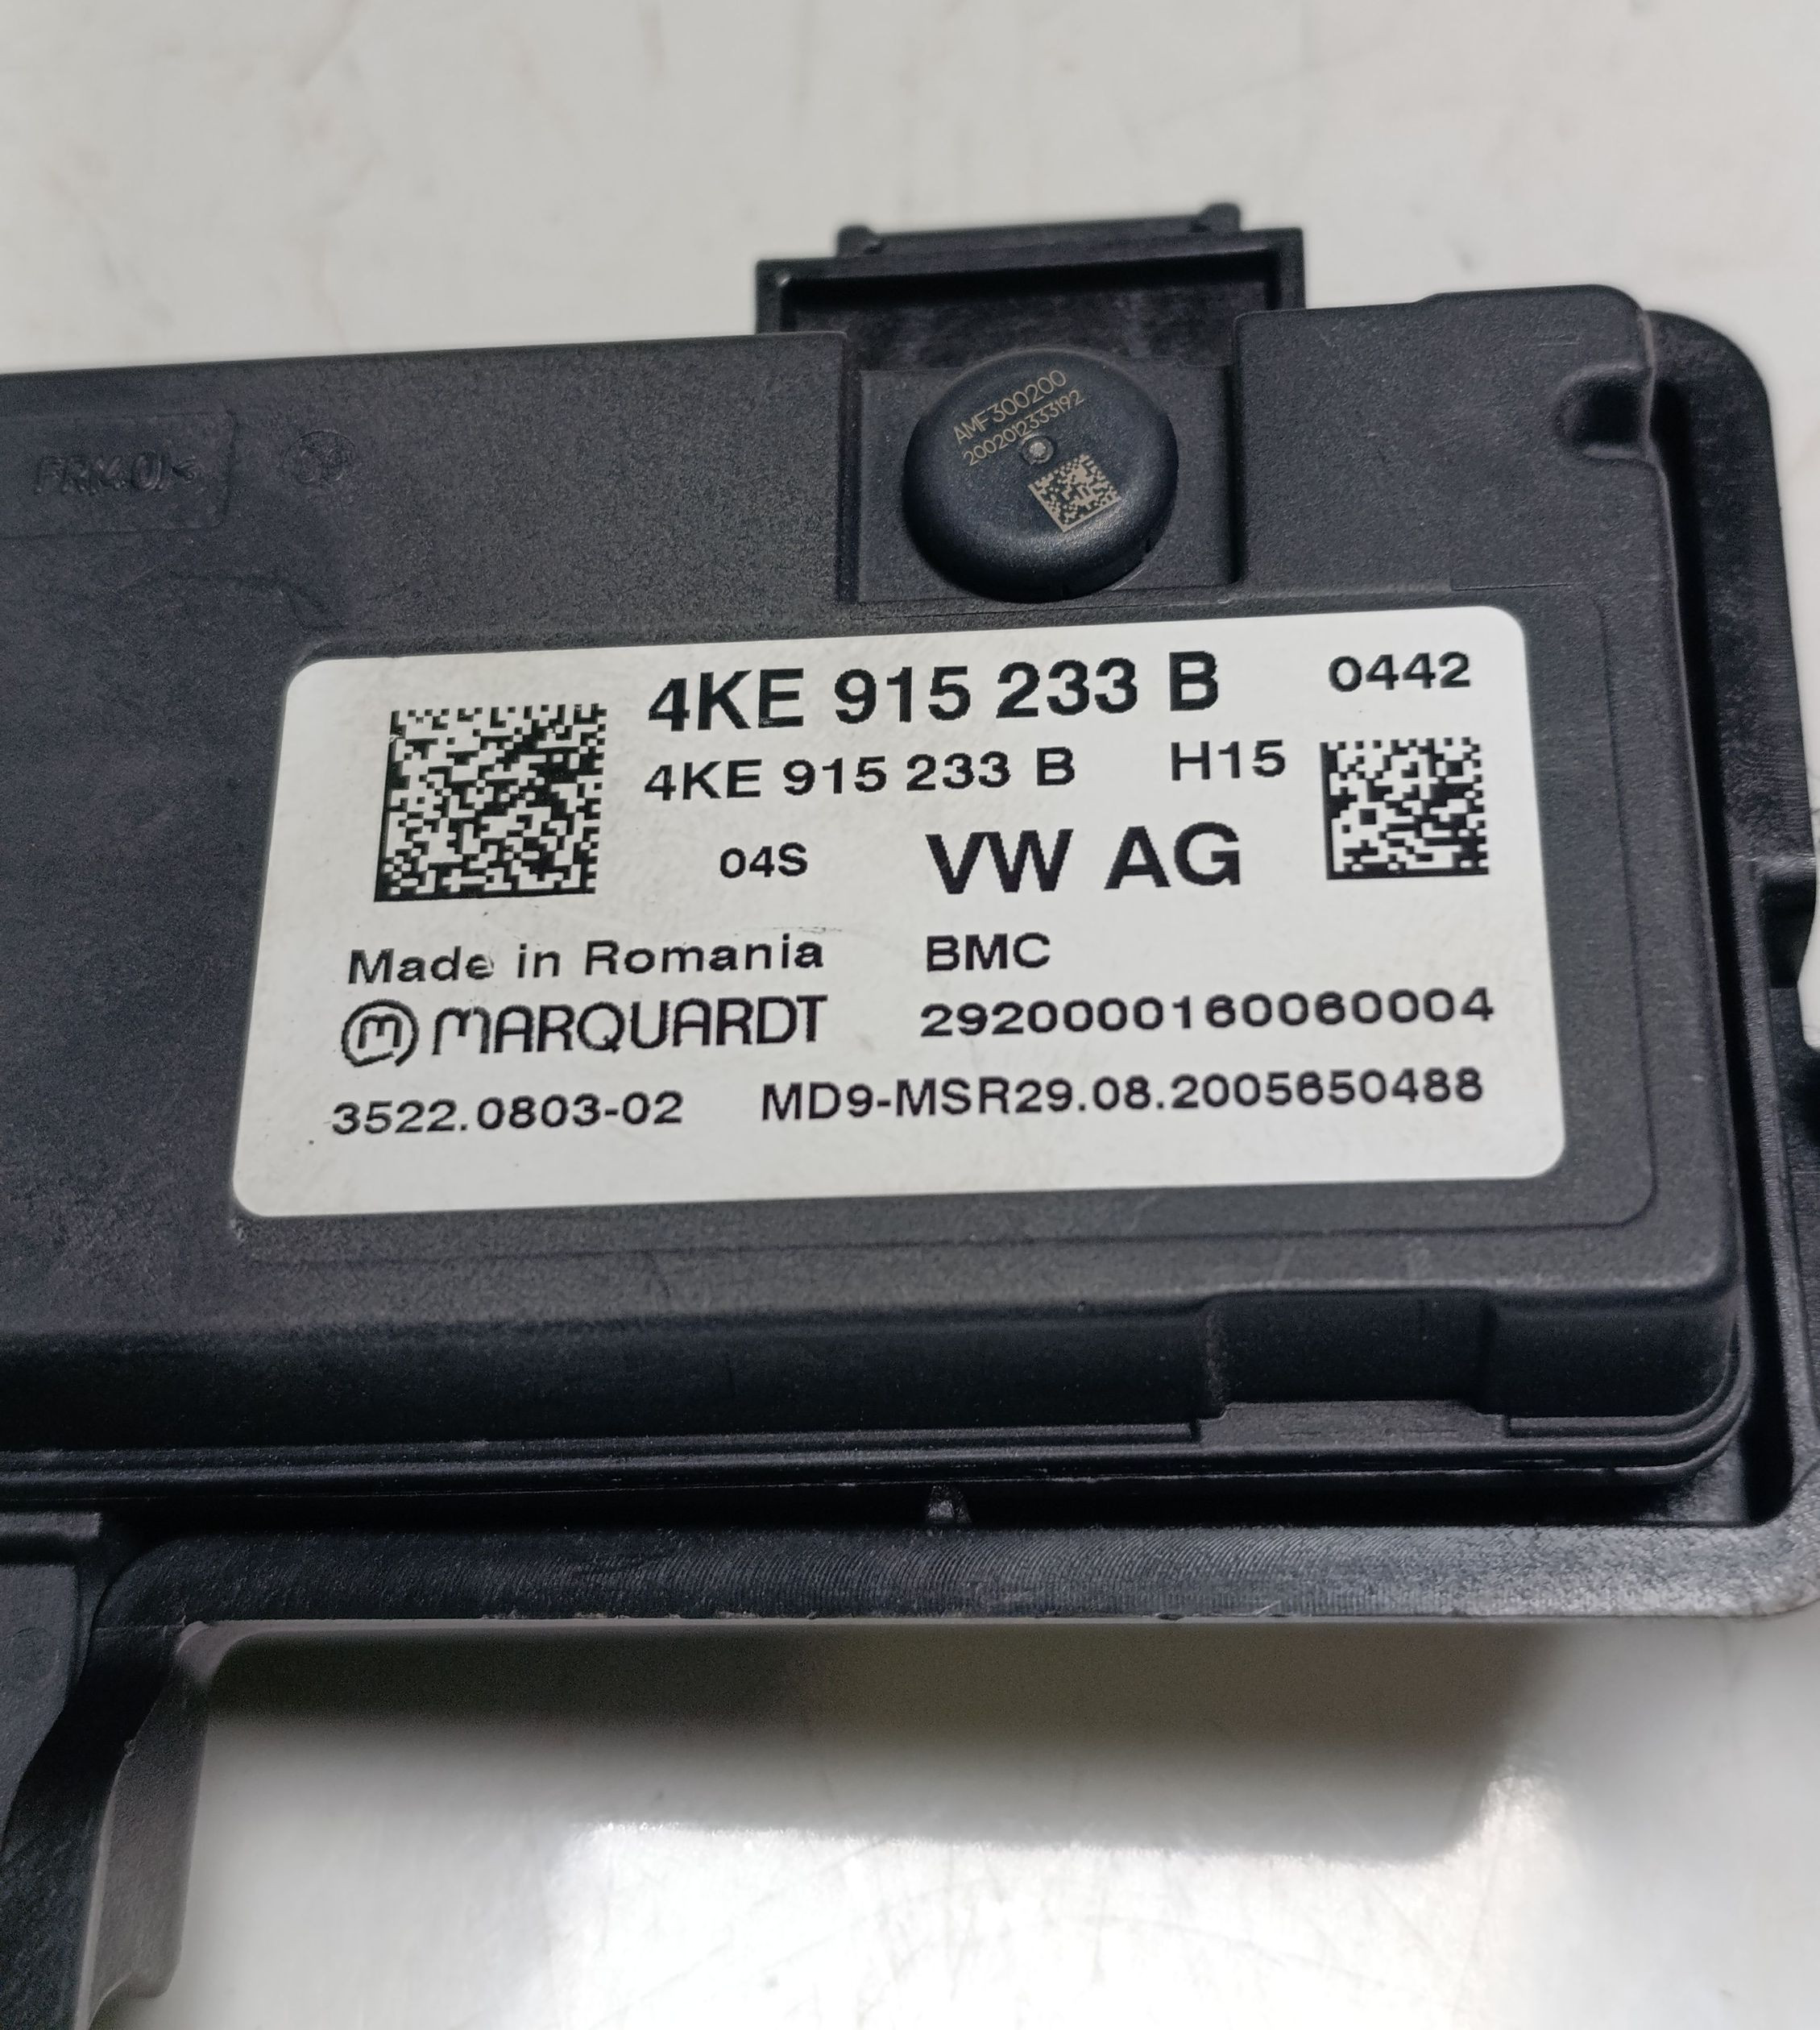 AMF300200
2002012333192
4KE 915 233 B 0442
4KE 915 233 B H15
04S VW AG
Made in Romania BMC
MARQUARDT 2920000160060004
3522.0803-02 MD9-MSR29.08.2005650488